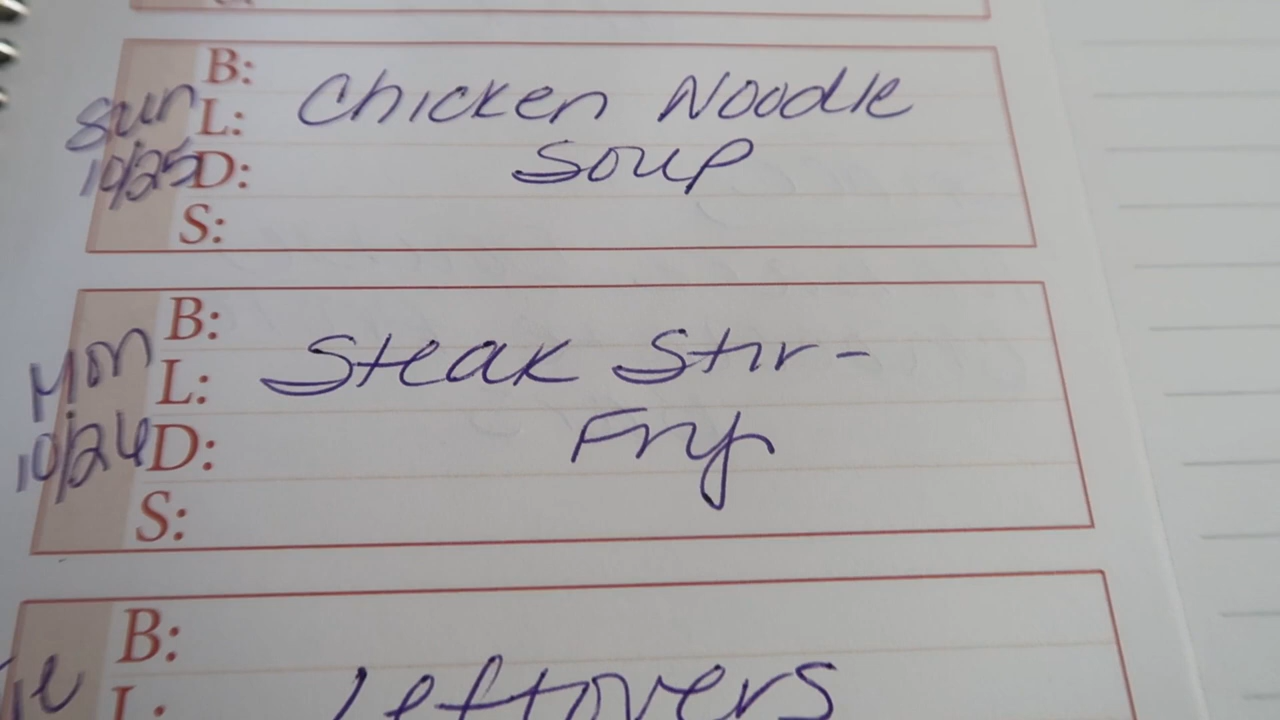 B:
Sun L: Chicken Noodle
10/25 D: Soup
S:
B:
Mon L: Steak Stir-
10/26 D: Fry
S:
B:
L: Leftovers